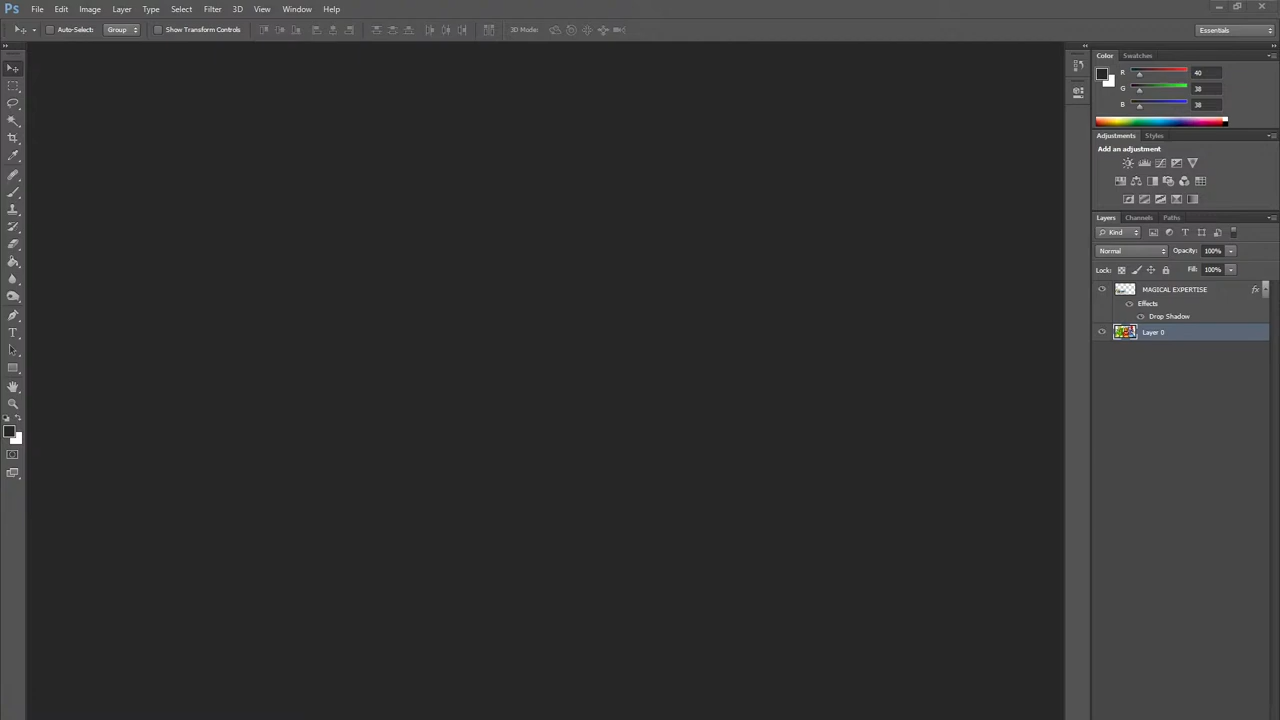 Ps File Edit Image Layer Type Select Filter 3D View Window Help
Auto-Select: Group Show Transform Controls 3D Mode: Essentials
Color Swatches
R 40
G 38
B 38
Adjustments Styles
Add an adjustment
Layers Channels Paths
Kind
Normal Opacity: 100%
Lock: Fill: 100%
MAGICAL EXPERTISE fx
Effects
Drop Shadow
Layer 0